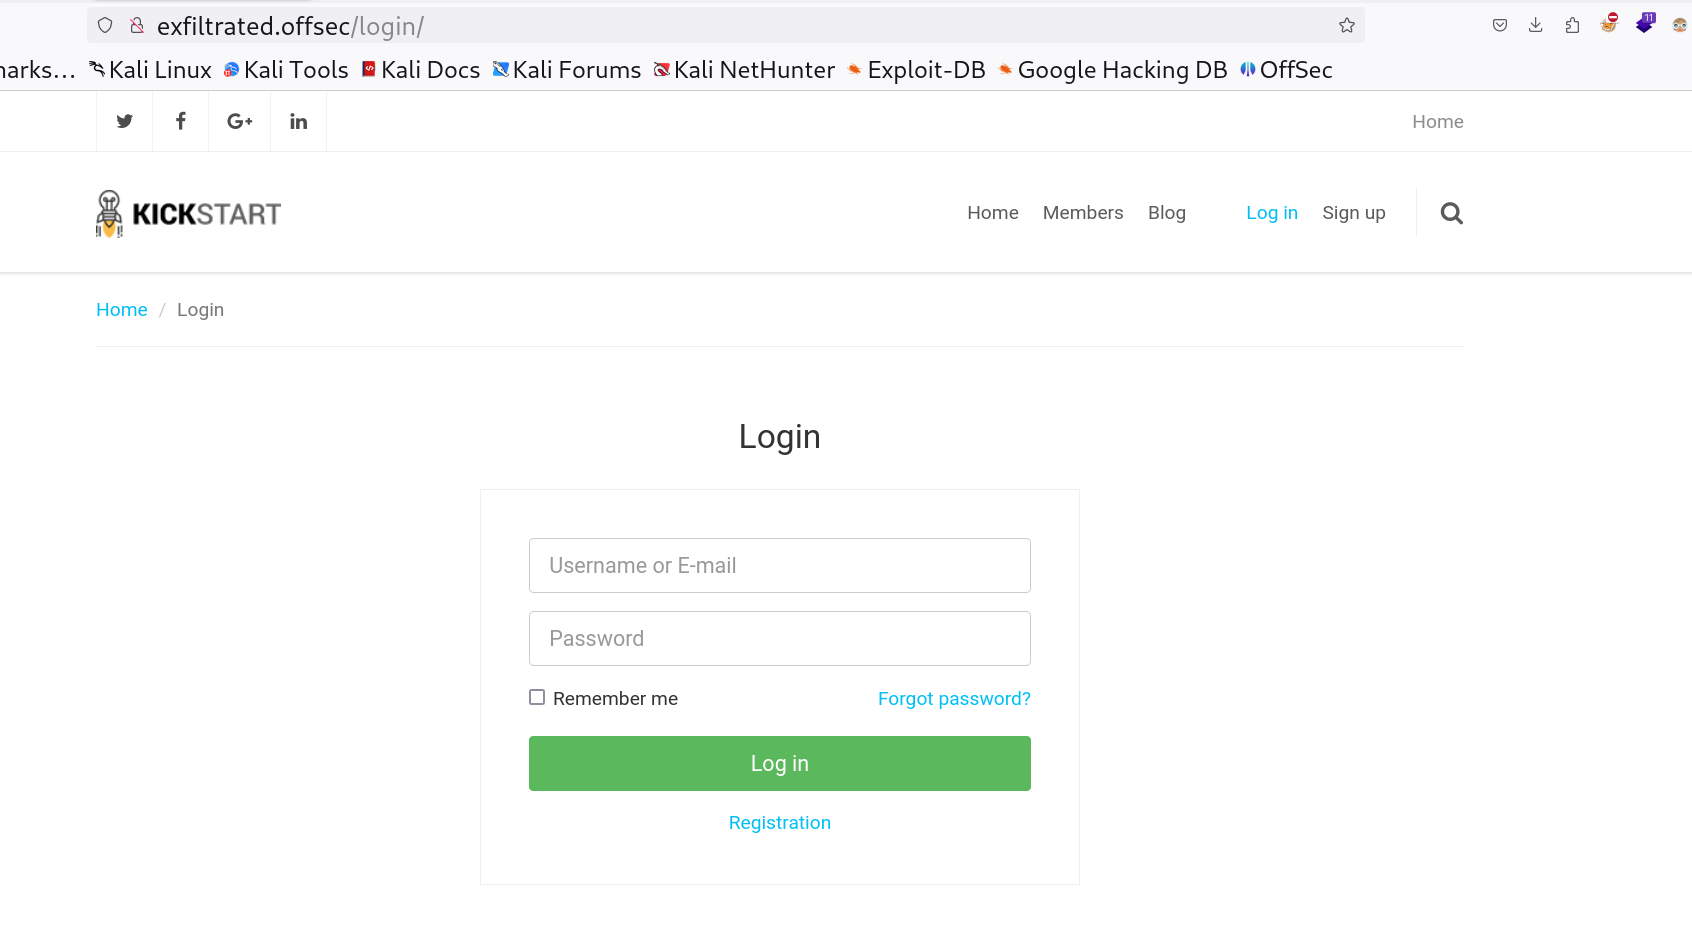 exfiltrated.offsec/login/
11
arks… Kali Linux Kali Tools Kali Docs Kali Forums Kali NetHunter Exploit-DB Google Hacking DB OffSec
G+ in Home
KICKSTART Home Members Blog Log in Sign up
Home / Login
Login
Username or E-mail
Password
Remember me Forgot password?
Log in
Registration